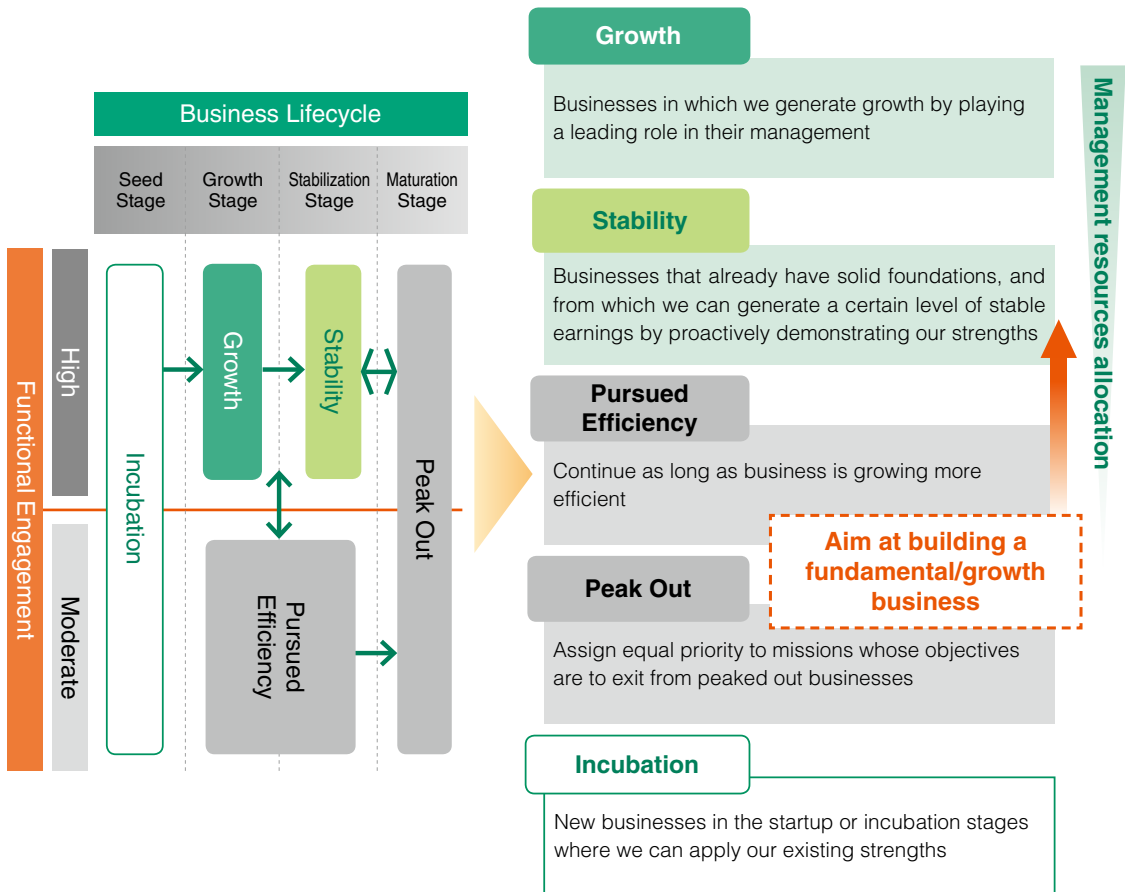 Business Lifecycle
Seed
Stage
Growth
Stage
Stabilization
Stage
Maturation
Stage
Functional Engagement
High
Moderate
Incubation
Growth
Stability
Pursued
Efficiency
Peak Out
Growth
Businesses in which we generate growth by playing
a leading role in their management
Stability
Businesses that already have solid foundations, and
from which we can generate a certain level of stable
earnings by proactively demonstrating our strengths
Pursued
Efficiency
Continue as long as business is growing more
efficient
Aim at building a
fundamental/growth
business
Peak Out
Assign equal priority to missions whose objectives
are to exit from peaked out businesses
Incubation
New businesses in the startup or incubation stages
where we can apply our existing strengths
Management resources allocation